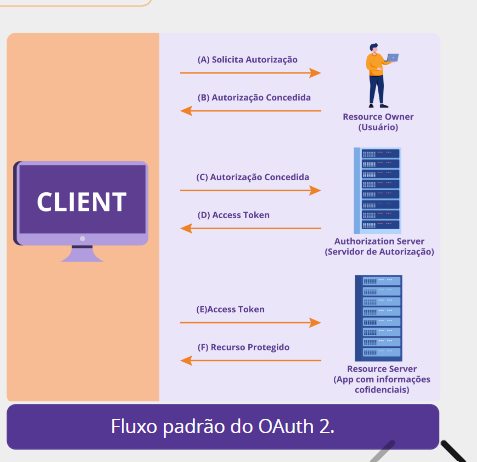 (A) Solicita Autorização
(B) Autorização Concedida
Resource Owner
(Usuário)
CLIENT
(C) Autorização Concedida
(D) Access Token
Authorization Server
(Servidor de Autorização)
(E)Access Token
(F) Recurso Protegido
Resource Server
(App com informações
cofidenciais)
Fluxo padrão do OAuth 2.